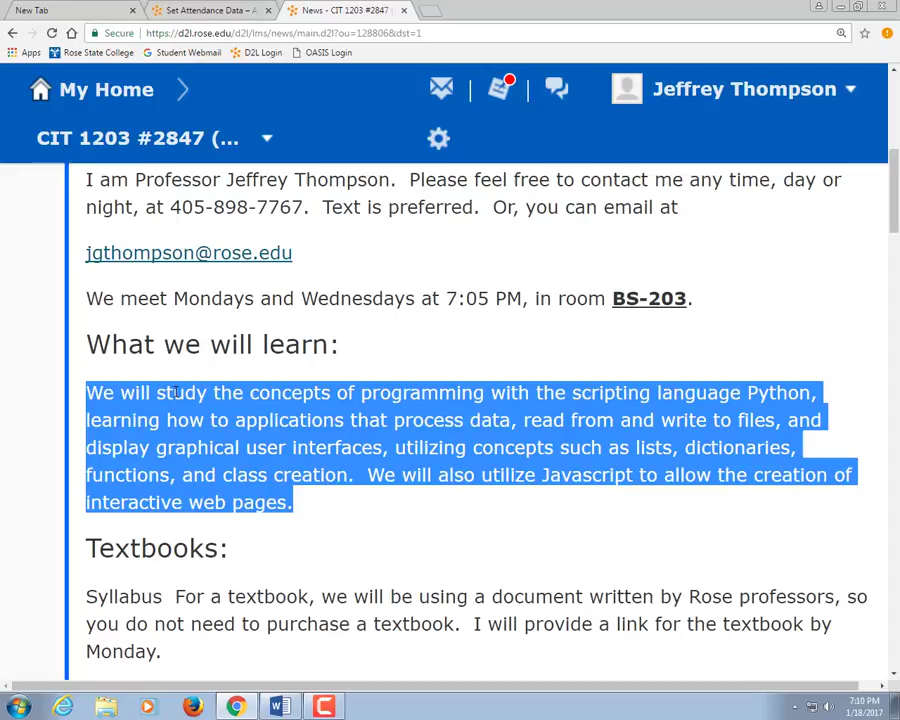 New Tab
Set Attendance Data – A
News - CIT 1203 #2847
Secure https://d2l.rose.edu/d2l/lms/news/main.d2l?ou=128806&dst=1
Apps Rose State College Student Webmail D2L Login OASIS Login
My Home
Jeffrey Thompson
CIT 1203 #2847 (...
I am Professor Jeffrey Thompson. Please feel free to contact me any time, day or
night, at 405-898-7767. Text is preferred. Or, you can email at
jgthompson@rose.edu
We meet Mondays and Wednesdays at 7:05 PM, in room BS-203.
What we will learn:
We will study the concepts of programming with the scripting language Python,
learning how to applications that process data, read from and write to files, and
display graphical user interfaces, utilizing concepts such as lists, dictionaries,
functions, and class creation. We will also utilize Javascript to allow the creation of
interactive web pages.
Textbooks:
Syllabus For a textbook, we will be using a document written by Rose professors, so
you do not need to purchase a textbook. I will provide a link for the textbook by
Monday.
7:10 PM
1/18/2017